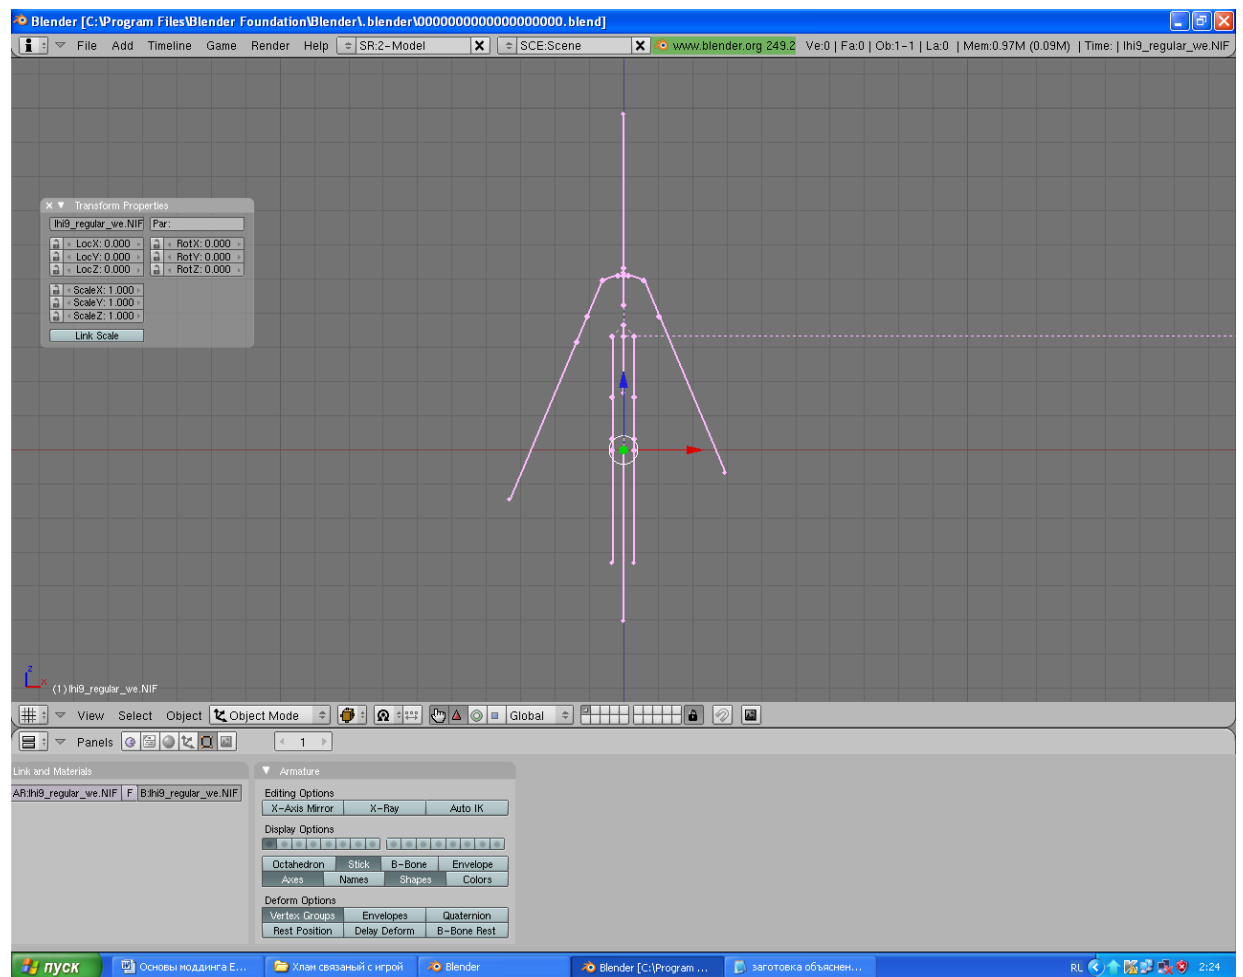 Blender [C:\Program Files\Blender Foundation\Blender\.blender\0000000000000000000.blend]
File Add Timeline Game Render Help SR:2-Model X SCE:Scene X www.blender.org 249.2 Ve:0 | Fa:0 | Ob:1-1 | La:0 | Mem:0.97M (0.09M) | Time: | lhi9_regular_we.NIF
Transform Properties
lhi9_regular_we.NIF Par:
LocX: 0.000 RotX: 0.000
LocY: 0.000 RotY: 0.000
LocZ: 0.000 RotZ: 0.000
ScaleX: 1.000
ScaleY: 1.000
ScaleZ: 1.000
Link Scale
z
x
(1) lhi9_regular_we.NIF
View Select Object Object Mode Global
Panels 1
Link and Materials
AR:lhi9_regular_we.NIF F B:lhi9_regular_we.NIF
Armature
Editing Options
X-Axis Mirror X-Ray Auto IK
Display Options
Octahedron Stick B-Bone Envelope
Axes Names Shapes Colors
Deform Options
Vertex Groups Envelopes Quaternion
Rest Position Delay Deform B-Bone Rest
пуск Основы моддинга E... Хлам связаный с игрой Blender Blender [C:\Program ... заготовка объяснен... RL 2:24